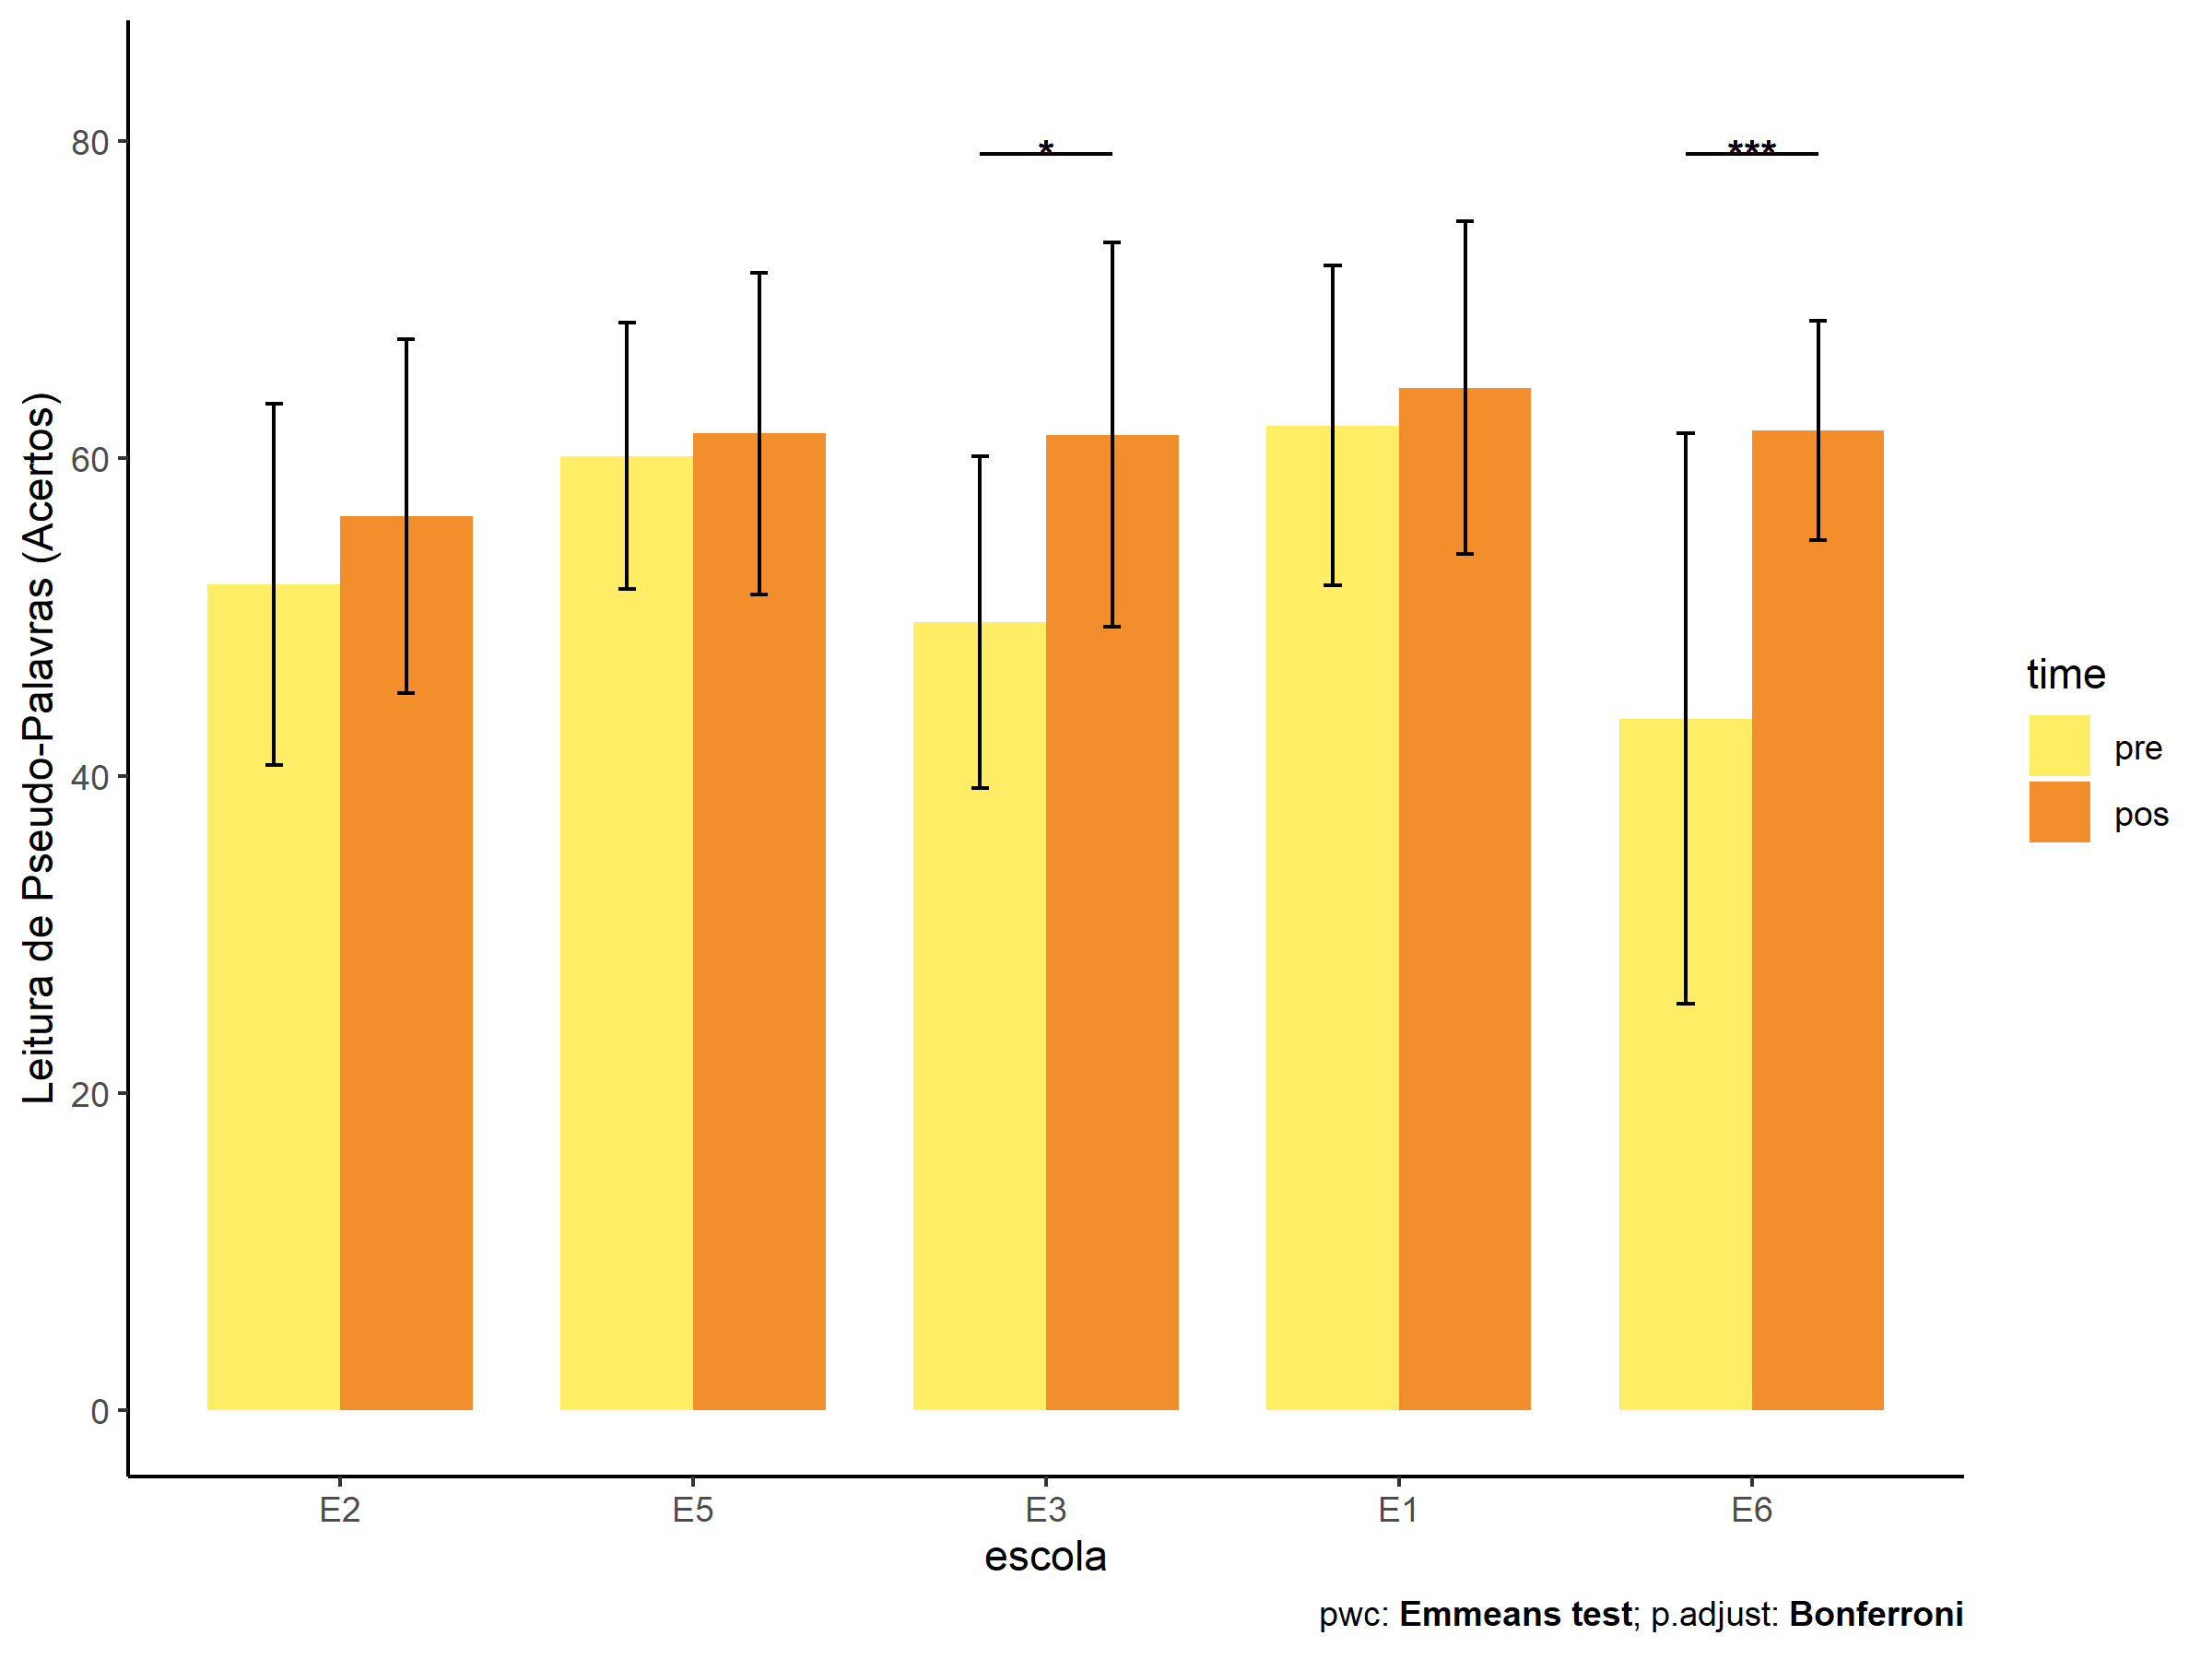 Leitura de Pseudo-Palavras (Acertos)
80
60
40
20
0
*
***
E2
E5
E3
E1
E6
escola
time
pre
pos
pwc: Emmeans test; p.adjust: Bonferroni